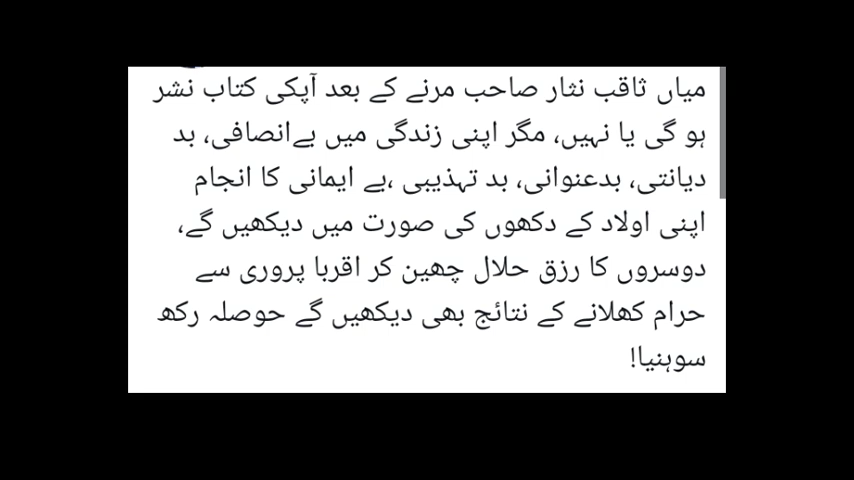 میاں ثاقب نثار صاحب مرنے کے بعد آپکی کتاب نشر
ہو گی یا نہیں، مگر اپنی زندگی میں بےانصافی، بد
دیانتی، بدعنوانی، بد تہذیبی ،بے ایمانی کا انجام
اپنی اولاد کے دکھوں کی صورت میں دیکھیں گے،
دوسروں کا رزق حلال چھین کر اقربا پروری سے
حرام کھلانے کے نتائج بھی دیکھیں گے حوصلہ رکھ
سوہنیا!